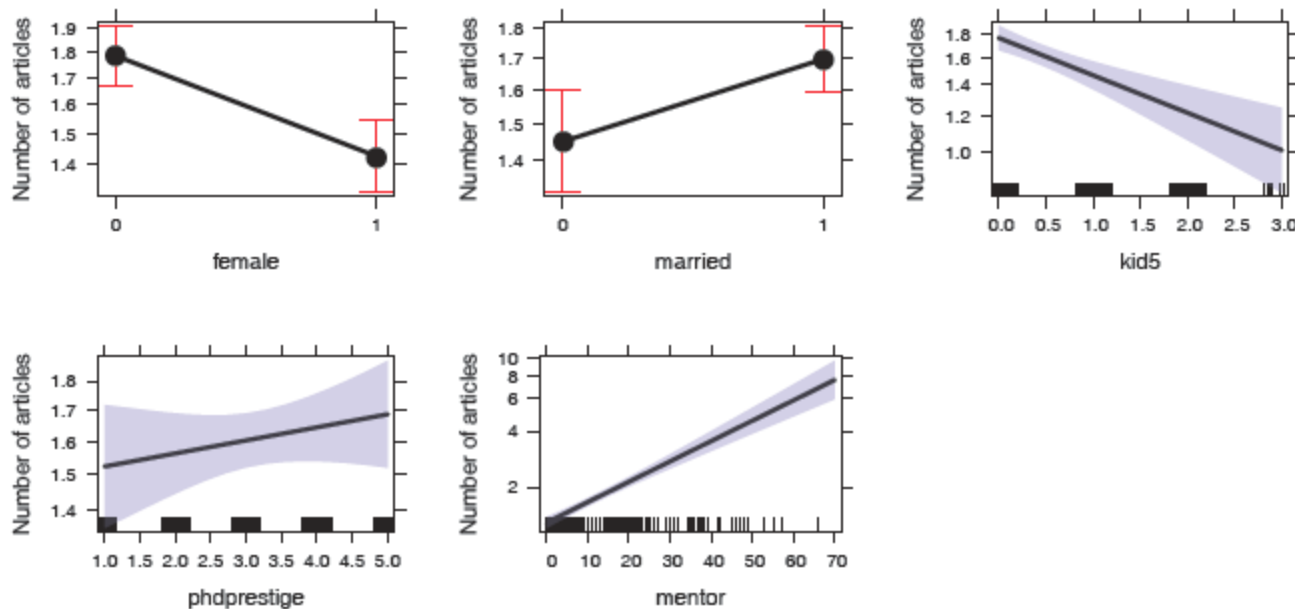 Number of articles
1.9
1.8
1.7
1.6
1.5
1.4
0 1
female
Number of articles
1.8
1.7
1.6
1.5
1.4
0 1
married
Number of articles
1.8
1.6
1.4
1.2
1.0
0.0 0.5 1.0 1.5 2.0 2.5 3.0
kid5
Number of articles
1.8
1.7
1.6
1.5
1.4
1.0 1.5 2.0 2.5 3.0 3.5 4.0 4.5 5.0
phdprestige
Number of articles
10
8
6
4
2
0 10 20 30 40 50 60 70
mentor